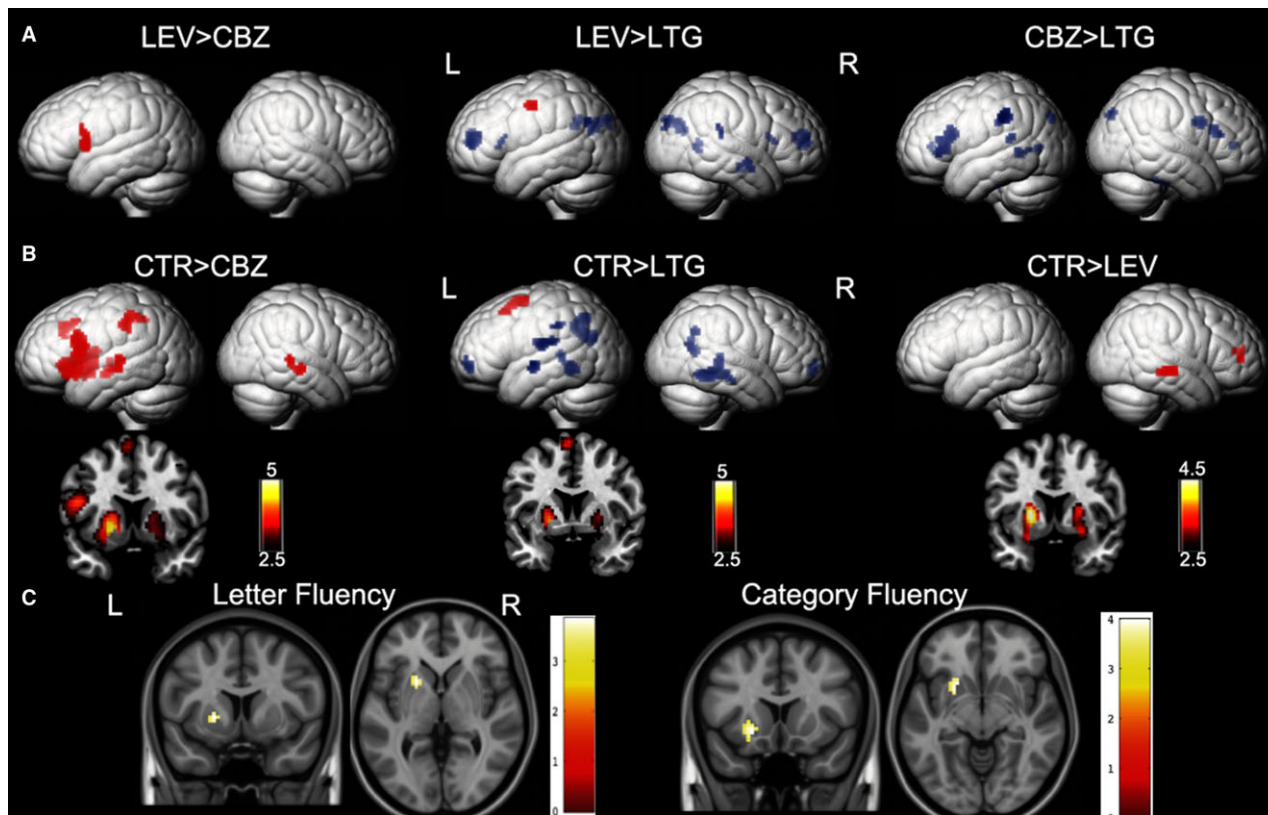 A
LEV>CBZ
LEV>LTG
CBZ>LTG
L
R
B
CTR>CBZ
CTR>LTG
CTR>LEV
L
R
5
2.5
5
2.5
4.5
2.5
C
L
Letter Fluency
R
Category Fluency
3
2
1
0
4
3
2
1